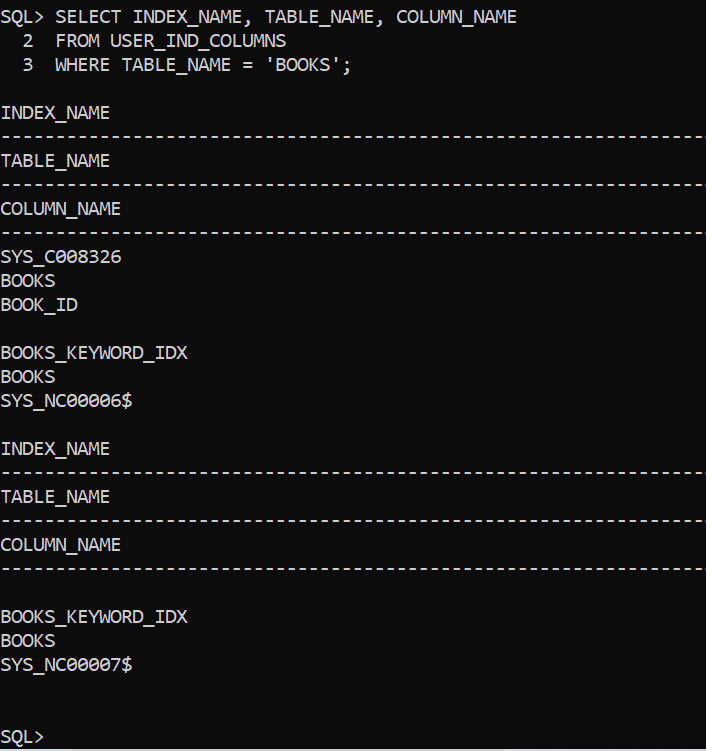 SQL> SELECT INDEX_NAME, TABLE_NAME, COLUMN_NAME
  2  FROM USER_IND_COLUMNS
  3  WHERE TABLE_NAME = 'BOOKS';

INDEX_NAME
--------------------------------------------------------------------------------
TABLE_NAME
--------------------------------------------------------------------------------
COLUMN_NAME
--------------------------------------------------------------------------------
SYS_C008326
BOOKS
BOOK_ID

BOOKS_KEYWORD_IDX
BOOKS
SYS_NC00006$

INDEX_NAME
--------------------------------------------------------------------------------
TABLE_NAME
--------------------------------------------------------------------------------
COLUMN_NAME
--------------------------------------------------------------------------------

BOOKS_KEYWORD_IDX
BOOKS
SYS_NC00007$


SQL>